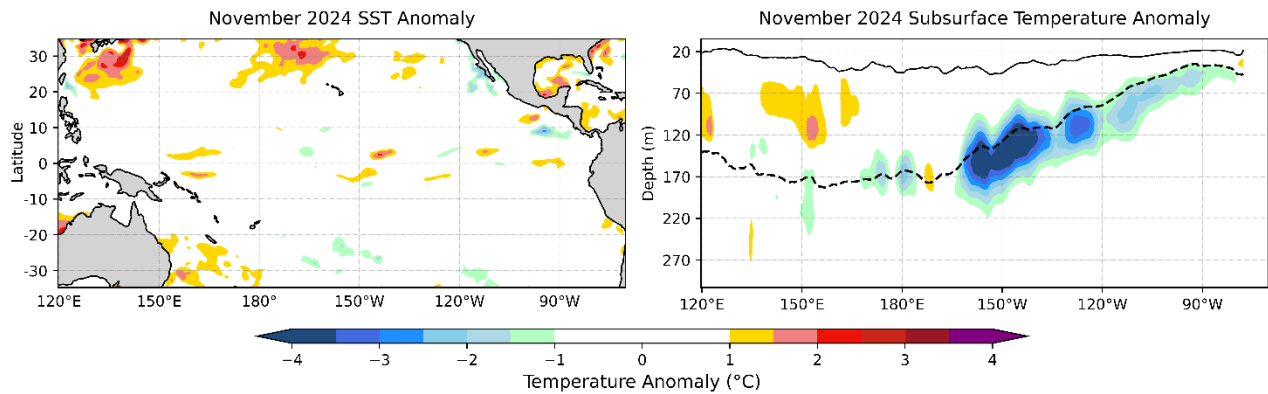 November 2024 SST Anomaly
Latitude
30
20
10
0
-10
-20
-30
120°E 150°E 180° 150°W 120°W 90°W
November 2024 Subsurface Temperature Anomaly
Depth (m)
20
70
120
170
220
270
120°E 150°E 180°W 150°W 120°W 90°W
−4 −3 −2 −1 0 1 2 3 4
Temperature Anomaly (°C)